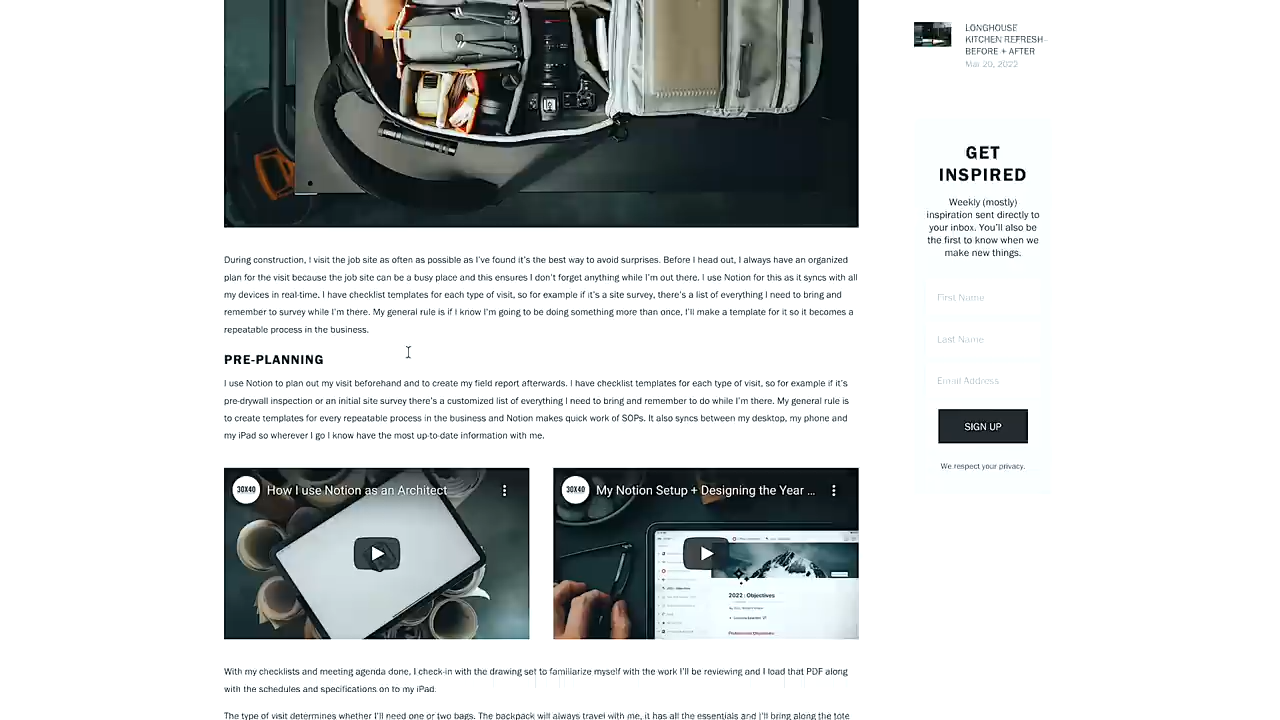 LONGHOUSE
KITCHEN REFRESH-
BEFORE + AFTER
Mar 20, 2022
GET
INSPIRED
Weekly (mostly)
inspiration sent directly to
your inbox. You'll also be
the first to know when we
make new things.
First Name
Last Name
Email Address
SIGN UP
We respect your privacy.
During construction, I visit the job site as often as possible as I've found it's the best way to avoid surprises. Before I head out, I always have an organized
plan for the visit because the job site can be a busy place and this ensures I don't forget anything while I'm out there. I use Notion for this as it syncs with all
my devices in real-time. I have checklist templates for each type of visit, so for example if it's a site survey, there's a list of everything I need to bring and
remember to survey while I'm there. My general rule is if I know I'm going to be doing something more than once, I'll make a template for it so it becomes a
repeatable process in the business.
PRE-PLANNING
I use Notion to plan out my visit beforehand and to create my field report afterwards. I have checklist templates for each type of visit, so for example if it's
pre-drywall inspection or an initial site survey there's a customized list of everything I need to bring and remember to do while I'm there. My general rule is
to create templates for every repeatable process in the business and Notion makes quick work of SOPs. It also syncs between my desktop, my phone and
my iPad so wherever I go I know have the most up-to-date information with me.
30X40 How I use Notion as an Architect
30X40 My Notion Setup + Designing the Year ...
2022 : Objectives
With my checklists and meeting agenda done, I check-in with the drawing set to familiarize myself with the work I'll be reviewing and I load that PDF along
with the schedules and specifications on to my iPad.
The type of visit determines whether I'll need one or two bags. The backpack will always travel with me, it has all the essentials and I'll bring along the tote